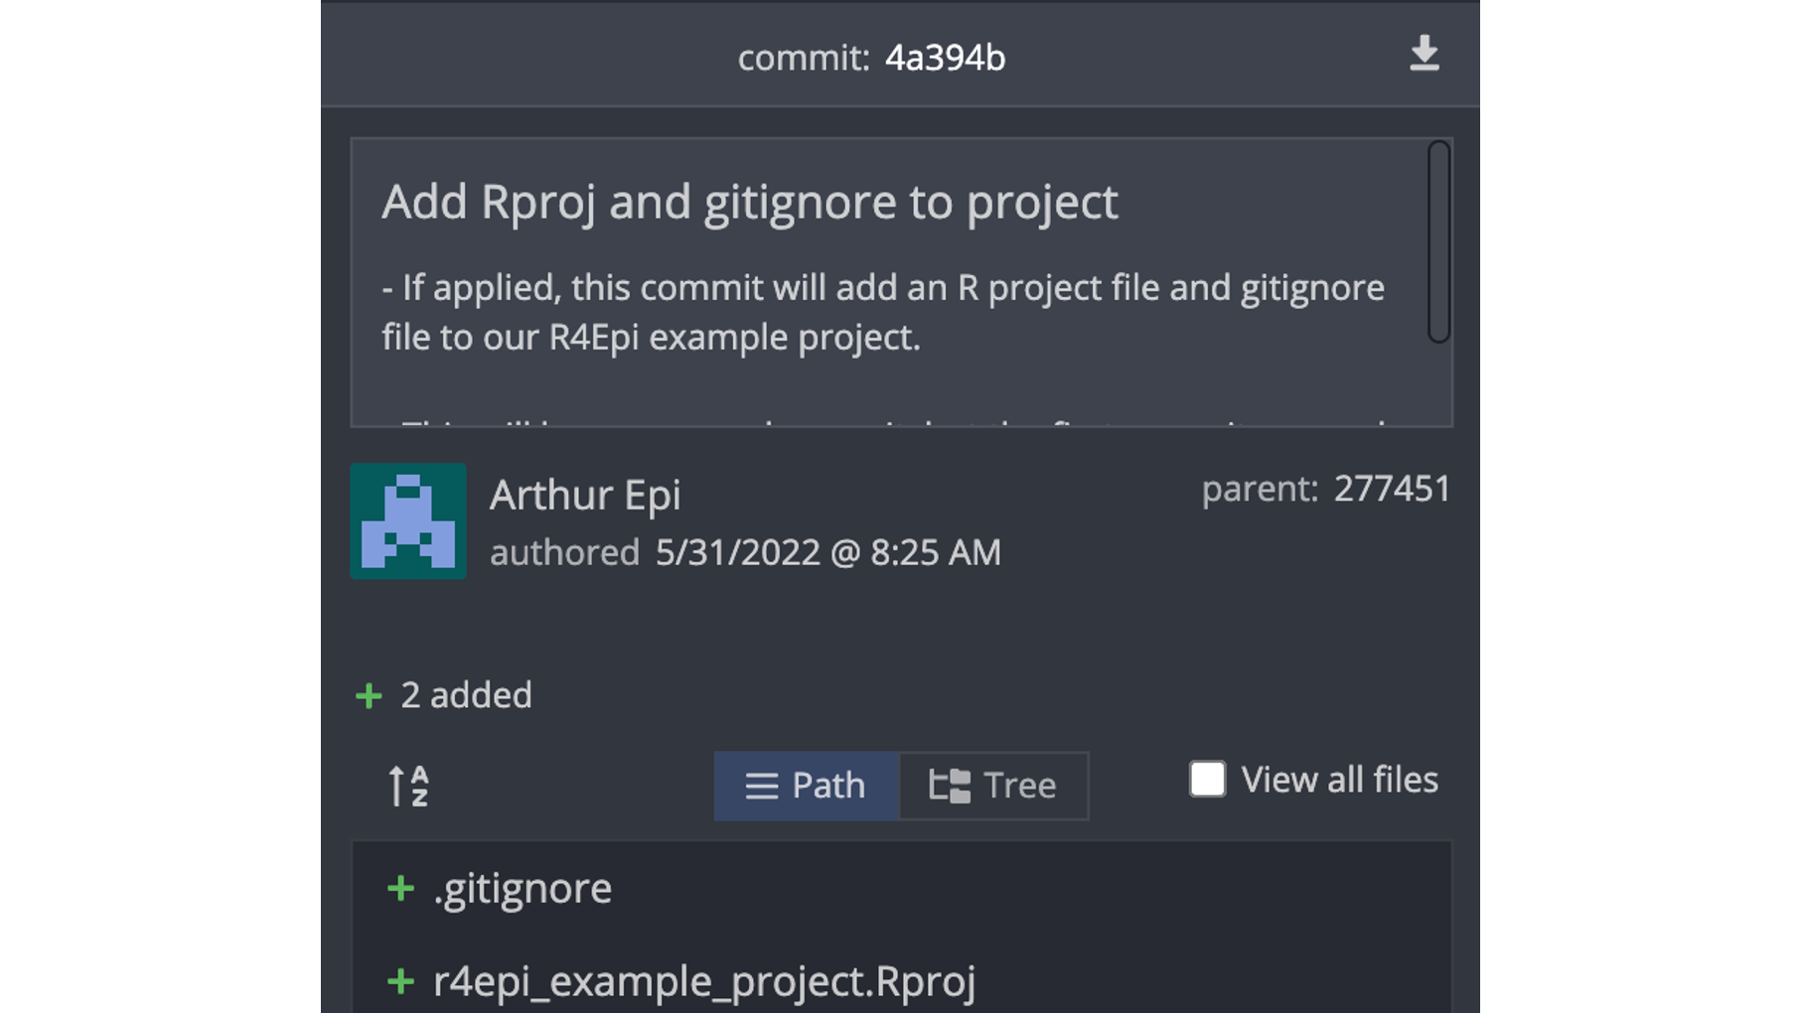 commit: 4a394b
Add Rproj and gitignore to project
- If applied, this commit will add an R project file and gitignore
file to our R4Epi example project.
Arthur Epi
parent: 277451
authored 5/31/2022 @ 8:25 AM
+ 2 added
A
Z
Path
Tree
View all files
+ .gitignore
+ r4epi_example_project.Rproj